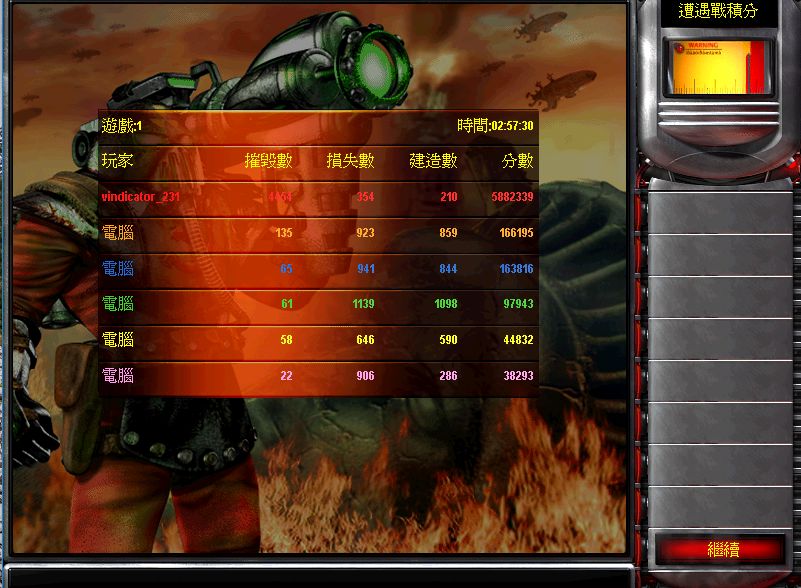 遭遇戰積分
WARNING
遊戲:1 時間:02:57:30
玩家 摧毀數 損失數 建造數 分數
vindicator_231 4454 354 210 5882339
電腦 135 923 859 166195
電腦 65 941 844 163816
電腦 61 1139 1098 97943
電腦 58 646 590 44832
電腦 22 906 286 38293
繼續